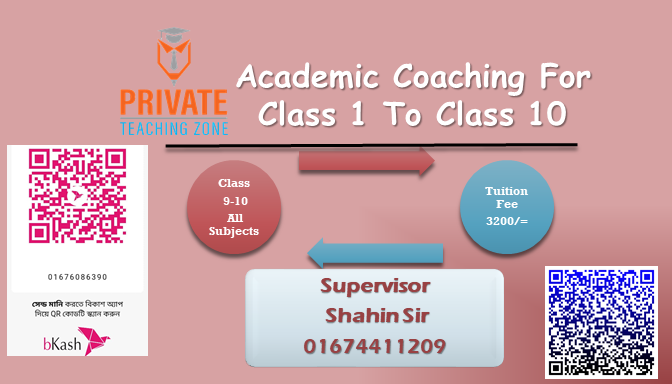 PRIVATE
TEACHING ZONE
Academic Coaching For
Class 1 To Class 10
Class
9-10
All
Subjects
Tuition
Fee
3200/=
01676086390
সেন্ড মানি করতে বিকাশ অ্যাপ
দিয়ে QR কোডটি স্ক্যান করুন
bKash
Supervisor
Shahin Sir
01674411209